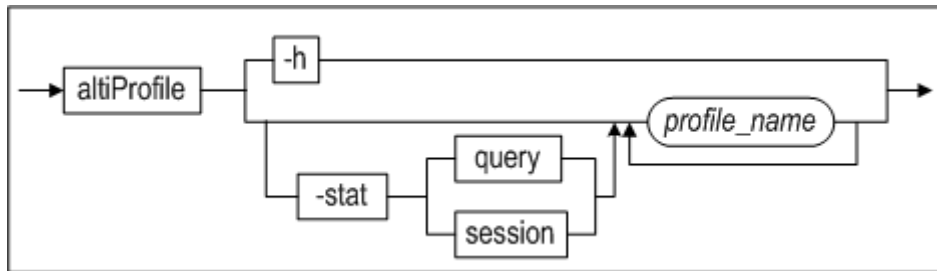 -h
altiProfile
profile_name
query
-stat
session